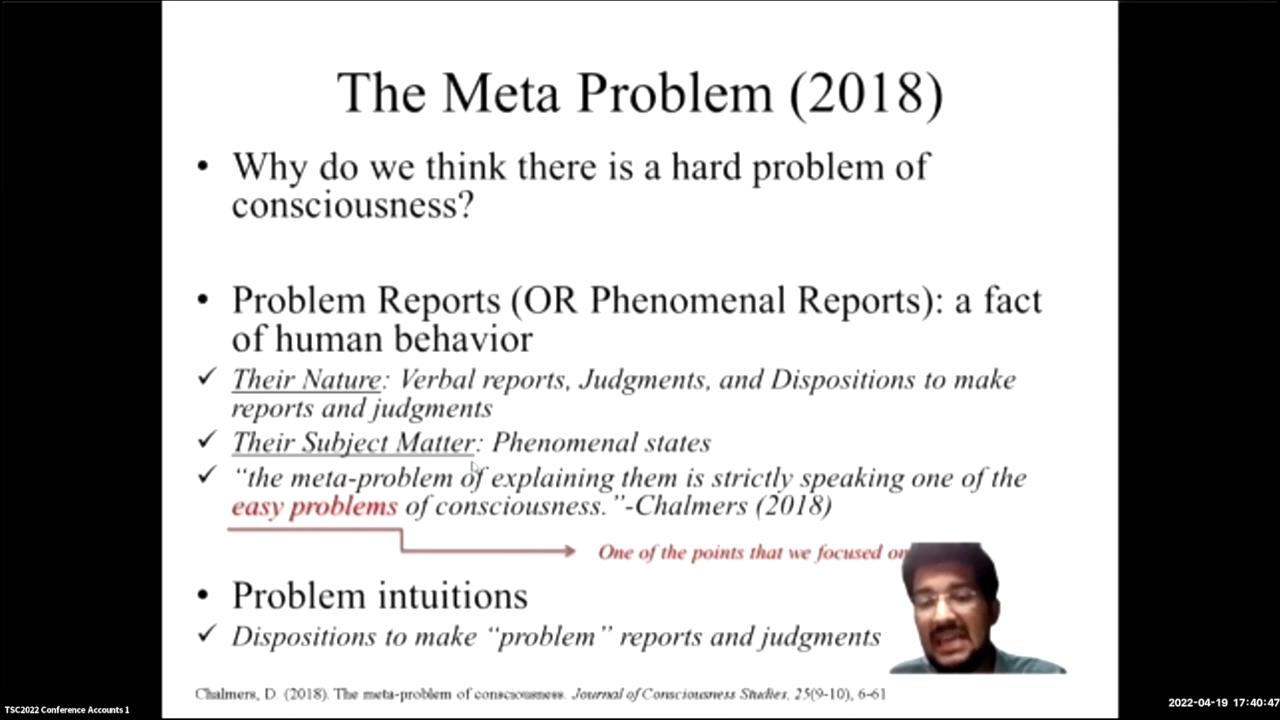 The Meta Problem (2018)
• Why do we think there is a hard problem of
consciousness?
• Problem Reports (OR Phenomenal Reports): a fact
of human behavior
✓ Their Nature: Verbal reports, Judgments, and Dispositions to make
reports and judgments
✓ Their Subject Matter: Phenomenal states
✓ “the meta-problem of explaining them is strictly speaking one of the
easy problems of consciousness.”-Chalmers (2018)
One of the points that we focused on
• Problem intuitions
✓ Dispositions to make “problem” reports and judgments
Chalmers, D. (2018). The meta-problem of consciousness. Journal of Consciousness Studies, 25(9-10), 6-61
TSC2022 Conference Accounts 1
2022-04-19 17:40:47